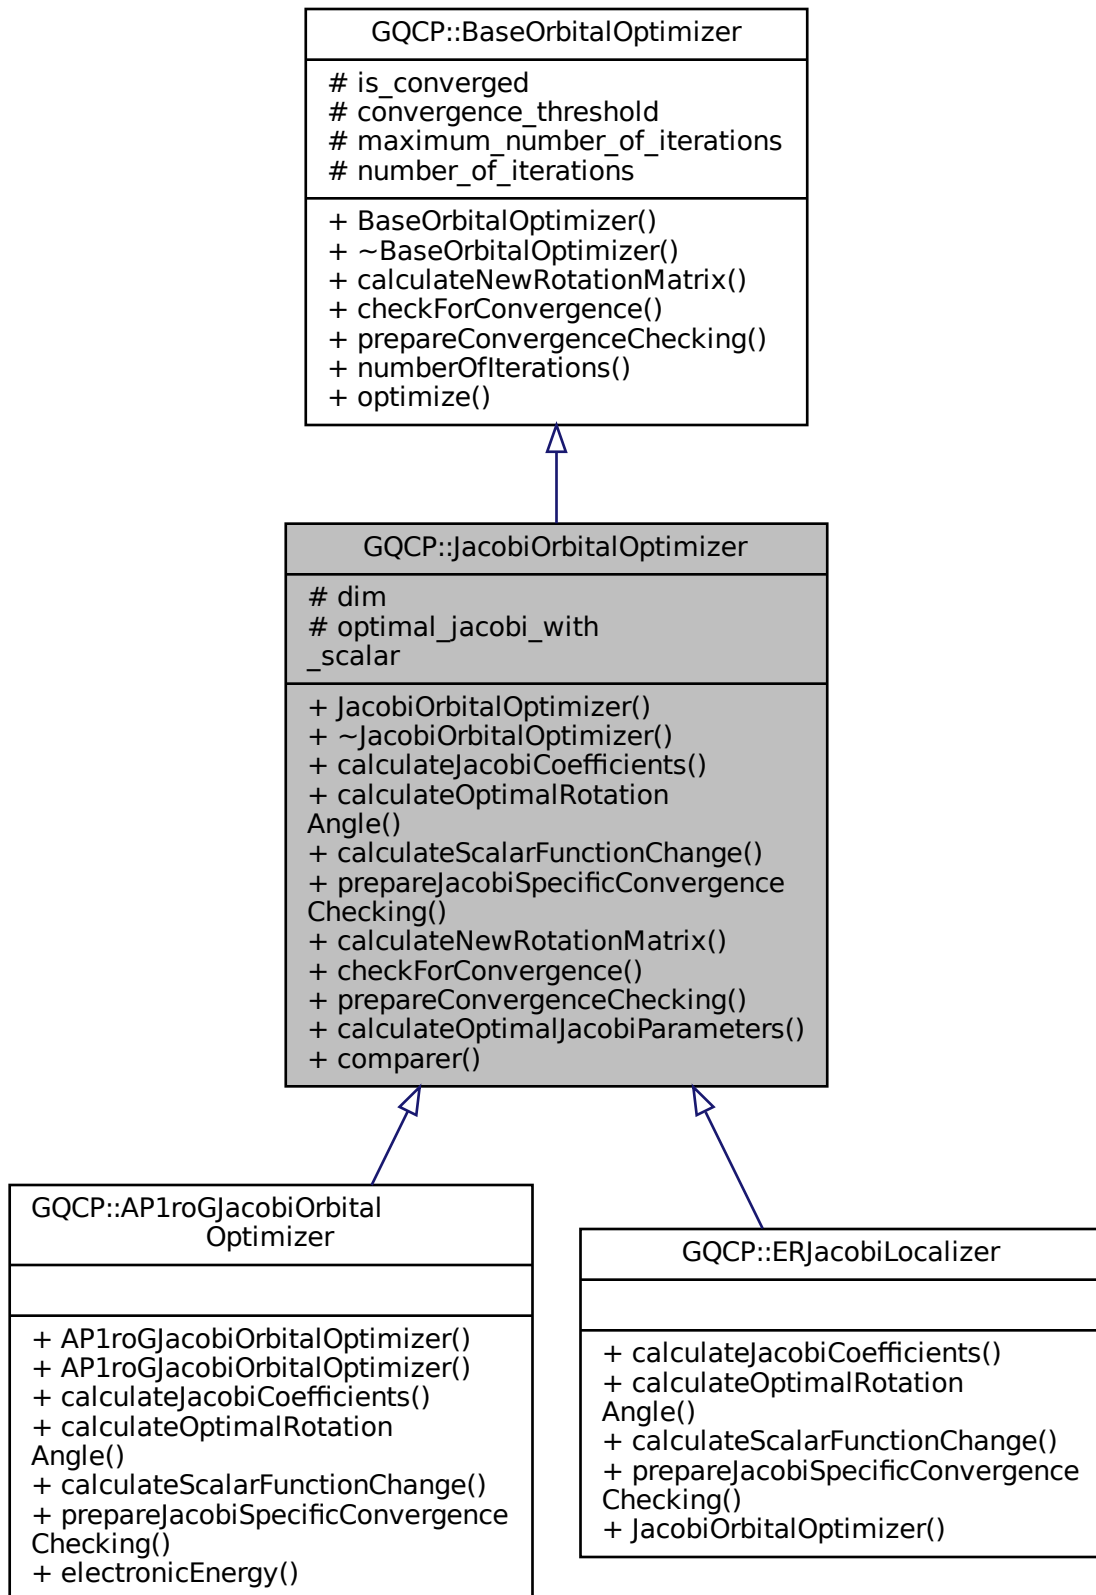 GQCP::BaseOrbitalOptimizer
# is_converged
# convergence_threshold
# maximum_number_of_iterations
# number_of_iterations
+ BaseOrbitalOptimizer()
+ ~BaseOrbitalOptimizer()
+ calculateNewRotationMatrix()
+ checkForConvergence()
+ prepareConvergenceChecking()
+ numberOfIterations()
+ optimize()
GQCP::JacobiOrbitalOptimizer
# dim
# optimal_jacobi_with
_scalar
+ JacobiOrbitalOptimizer()
+ ~JacobiOrbitalOptimizer()
+ calculateJacobiCoefficients()
+ calculateOptimalRotation
Angle()
+ calculateScalarFunctionChange()
+ prepareJacobiSpecificConvergence
Checking()
+ calculateNewRotationMatrix()
+ checkForConvergence()
+ prepareConvergenceChecking()
+ calculateOptimalJacobiParameters()
+ comparer()
GQCP::AP1roGJacobiOrbital
Optimizer
+ AP1roGJacobiOrbitalOptimizer()
+ AP1roGJacobiOrbitalOptimizer()
+ calculateJacobiCoefficients()
+ calculateOptimalRotation
Angle()
+ calculateScalarFunctionChange()
+ prepareJacobiSpecificConvergence
Checking()
+ electronicEnergy()
GQCP::ERJacobiLocalizer
+ calculateJacobiCoefficients()
+ calculateOptimalRotation
Angle()
+ calculateScalarFunctionChange()
+ prepareJacobiSpecificConvergence
Checking()
+ JacobiOrbitalOptimizer()